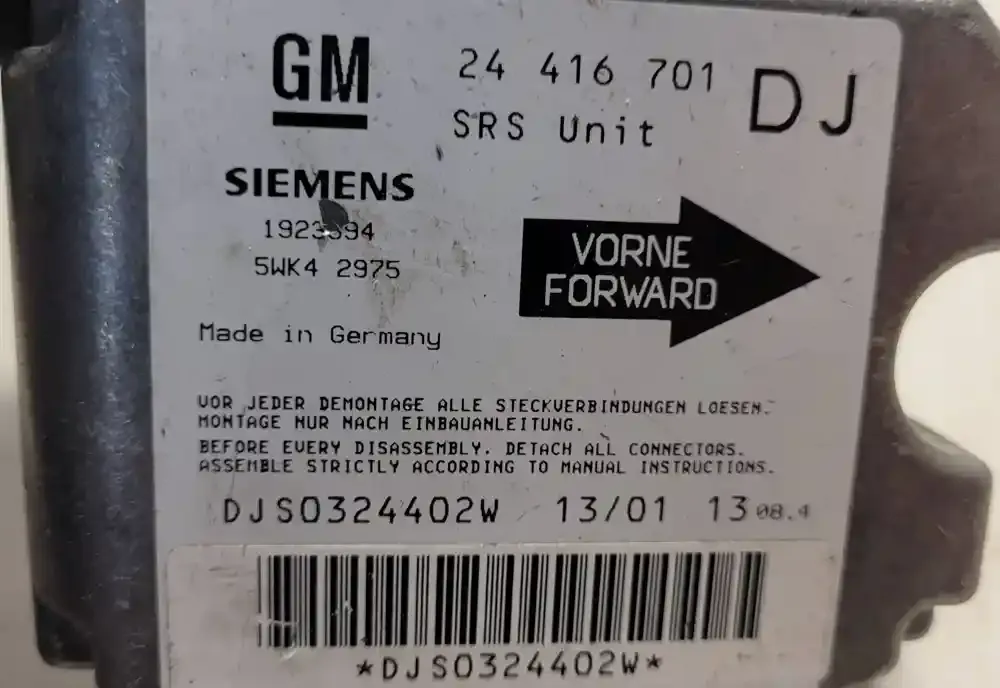 GM 24 416 701 DJ
SRS Unit
SIEMENS
5WK4 2975
VORNE
FORWARD
Made in Germany
VOR JEDER DEMONTAGE ALLE STECKVERBINDUNGEN LOESEN.
MONTAGE NUR NACH EINBAUANLEITUNG.
BEFORE EVERY DISASSEMBLY. DETACH ALL CONNECTORS.
ASSEMBLE STRICTLY ACCORDING TO MANUAL INSTRUCTIONS.
DJS0324402W 13/01 13 08.4
*DJS0324402W*